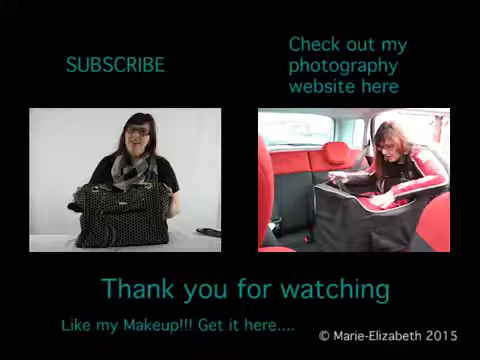 SUBSCRIBE
Check out my
photography
website here
Thank you for watching
Like my Makeup!!! Get it here....
© Marie-Elizabeth 2015